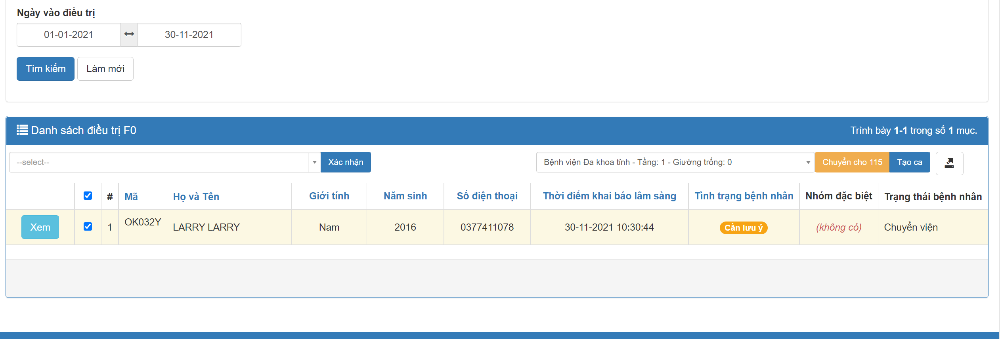 Ngày vào điều trị
01-01-2021 30-11-2021
Tìm kiếm Làm mới
Danh sách điều trị F0 Trình bày 1-1 trong số 1 mục.
--select-- Xác nhận Bệnh viện Đa khoa tỉnh - Tầng: 1 - Giường trống: 0 Chuyển cho 115 Tạo ca
# Mã Họ và Tên Giới tính Năm sinh Số điện thoại Thời điểm khai báo lâm sàng Tình trạng bệnh nhân Nhóm đặc biệt Trạng thái bệnh nhân
Xem 1 OK032Y LARRY LARRY Nam 2016 0377411078 30-11-2021 10:30:44 Cần lưu ý (không có) Chuyển viện